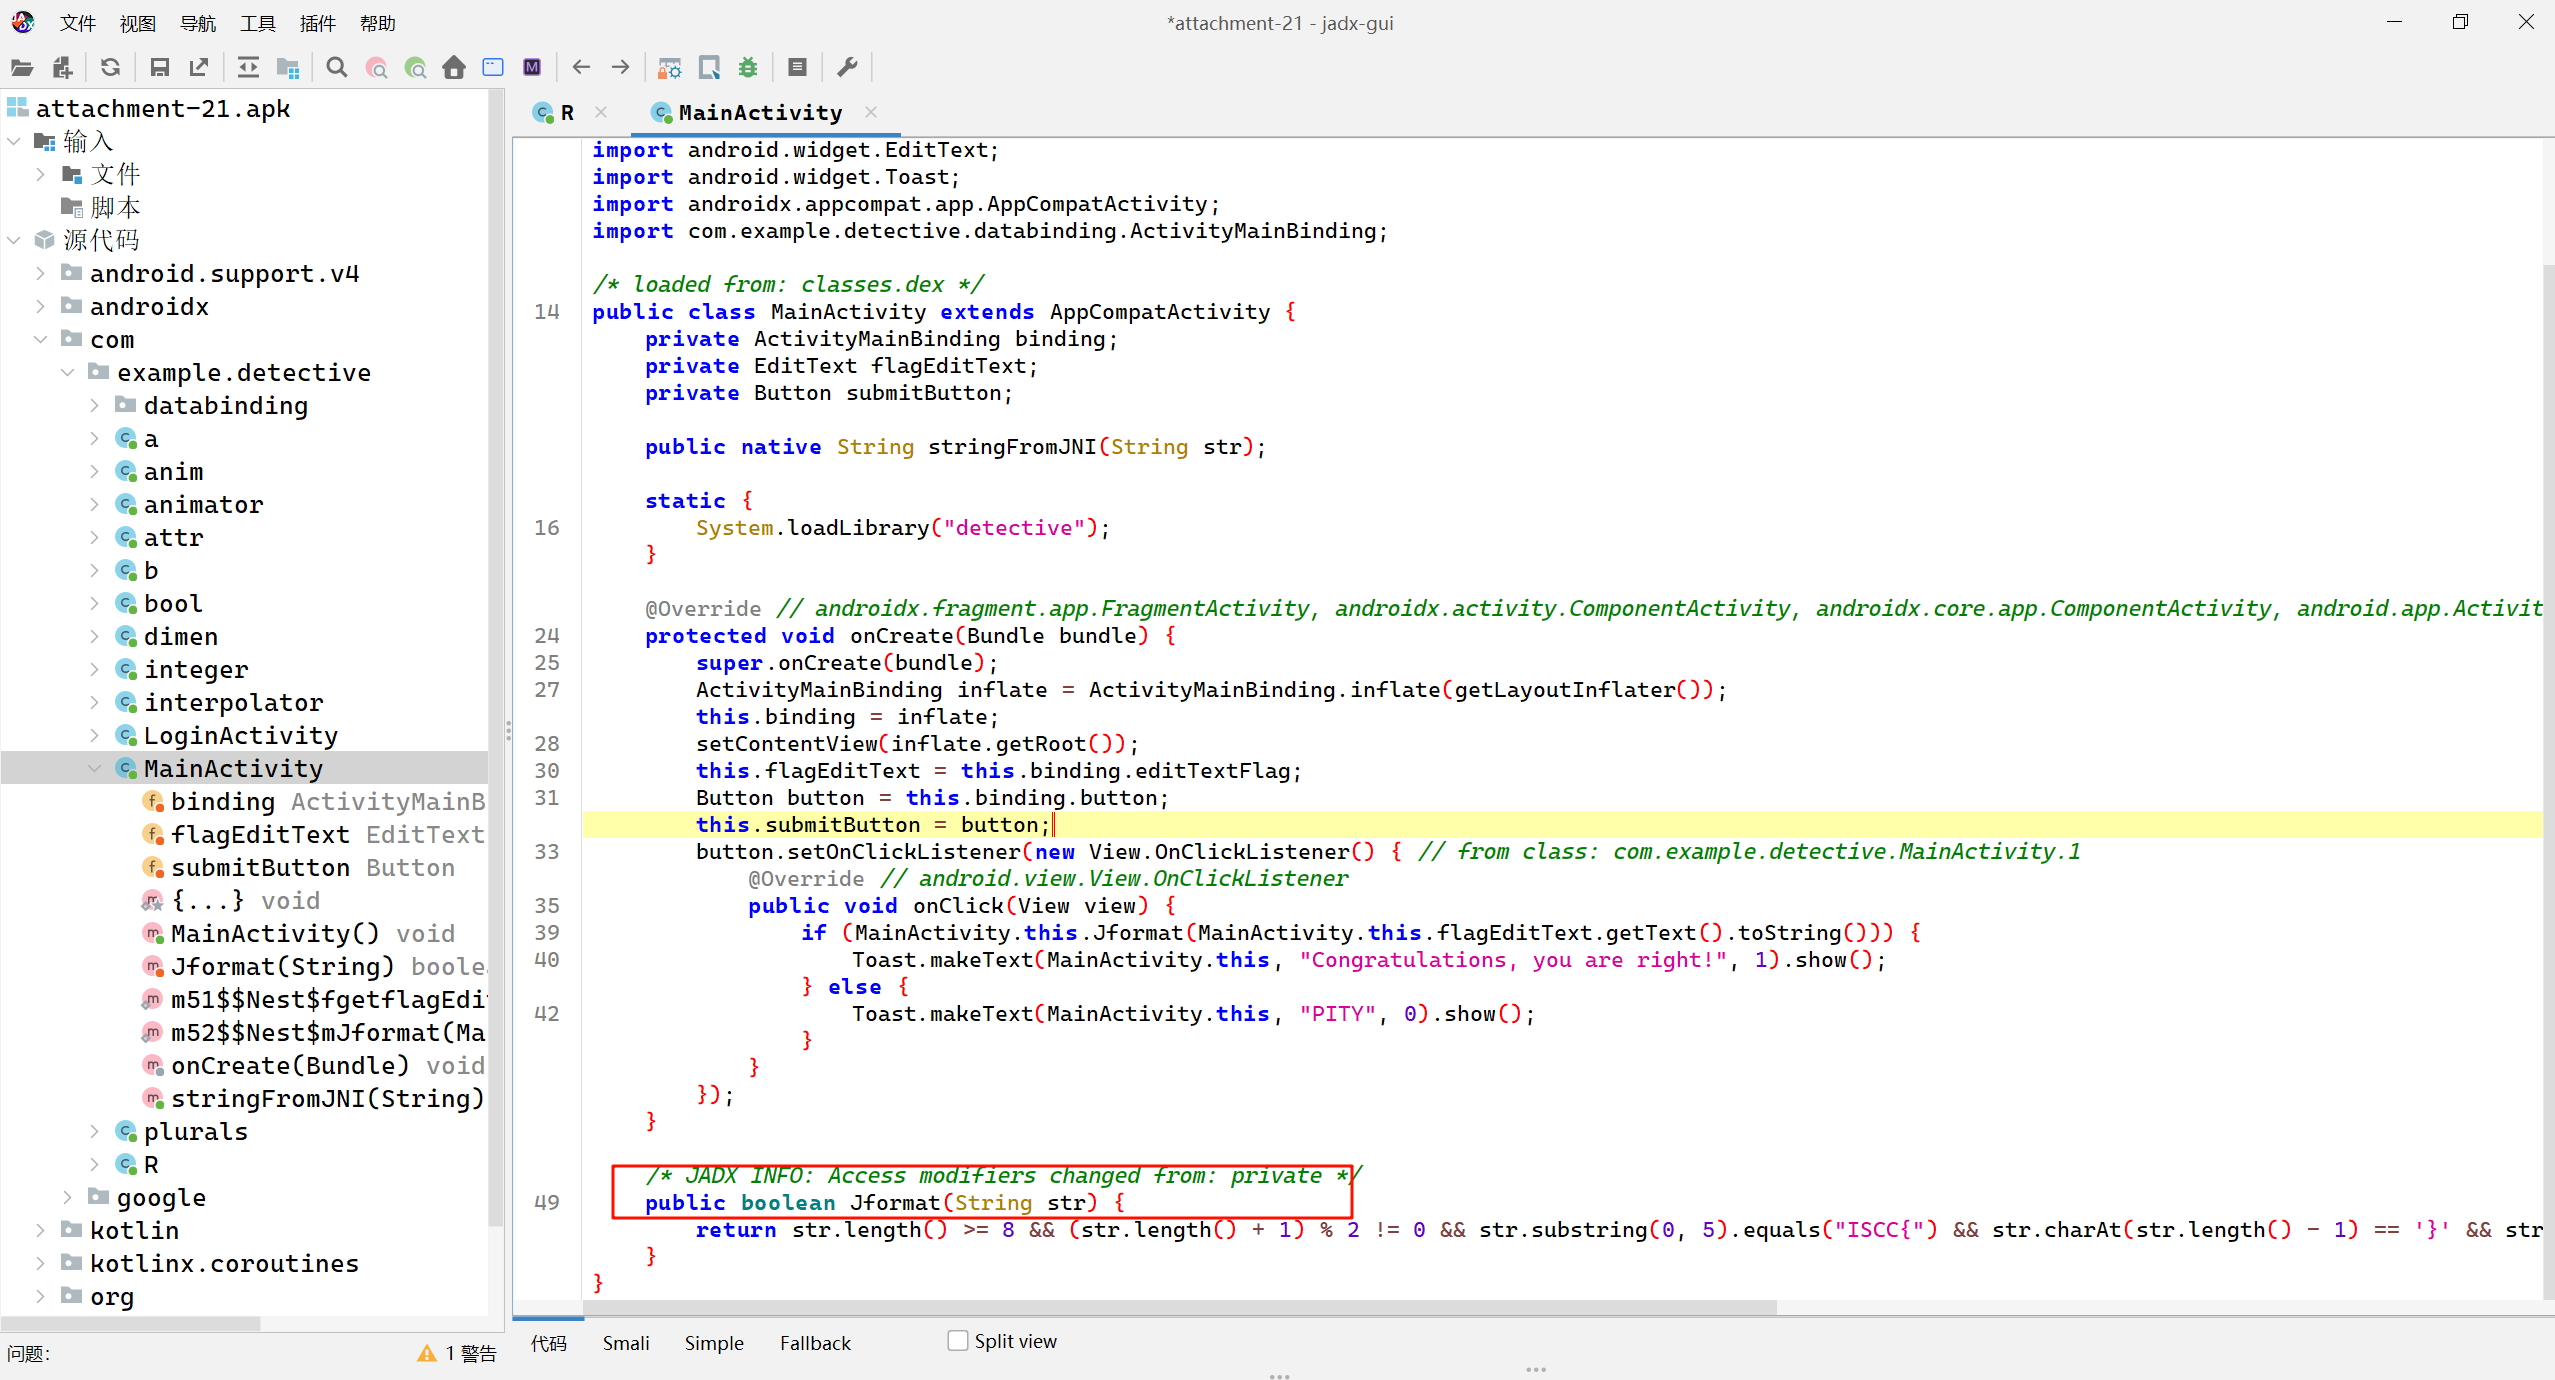 文件 视图 导航 工具 插件 帮助
*attachment-21 - jadx-gui
attachment-21.apk
输入
文件
脚本
源代码
android.support.v4
androidx
com
example.detective
databinding
a
anim
animator
attr
b
bool
dimen
integer
interpolator
LoginActivity
MainActivity
binding ActivityMainB
flagEditText EditText
submitButton Button
{...} void
MainActivity() void
Jformat(String) boole
m51$$Nest$fgetflagEdi
m52$$Nest$mJformat(Ma
onCreate(Bundle) void
stringFromJNI(String)
plurals
R
google
kotlin
kotlinx.coroutines
org
问题:
1 警告
R
MainActivity
import android.widget.EditText;
import android.widget.Toast;
import androidx.appcompat.app.AppCompatActivity;
import com.example.detective.databinding.ActivityMainBinding;
/* loaded from: classes.dex */
14 public class MainActivity extends AppCompatActivity {
private ActivityMainBinding binding;
private EditText flagEditText;
private Button submitButton;
public native String stringFromJNI(String str);
static {
16 System.loadLibrary("detective");
}
@Override // androidx.fragment.app.FragmentActivity, androidx.activity.ComponentActivity, androidx.core.app.ComponentActivity, android.app.Activit
24 protected void onCreate(Bundle bundle) {
25 super.onCreate(bundle);
27 ActivityMainBinding inflate = ActivityMainBinding.inflate(getLayoutInflater());
this.binding = inflate;
28 setContentView(inflate.getRoot());
30 this.flagEditText = this.binding.editTextFlag;
31 Button button = this.binding.button;
this.submitButton = button;
33 button.setOnClickListener(new View.OnClickListener() { // from class: com.example.detective.MainActivity.1
@Override // android.view.View.OnClickListener
35 public void onClick(View view) {
39 if (MainActivity.this.Jformat(MainActivity.this.flagEditText.getText().toString())) {
40 Toast.makeText(MainActivity.this, "Congratulations, you are right!", 1).show();
} else {
42 Toast.makeText(MainActivity.this, "PITY", 0).show();
}
}
});
}
/* JADX INFO: Access modifiers changed from: private */
49 public boolean Jformat(String str) {
return str.length() >= 8 && (str.length() + 1) % 2 != 0 && str.substring(0, 5).equals("ISCC{") && str.charAt(str.length() - 1) == '}' && str
}
}
代码 Smali Simple Fallback Split view